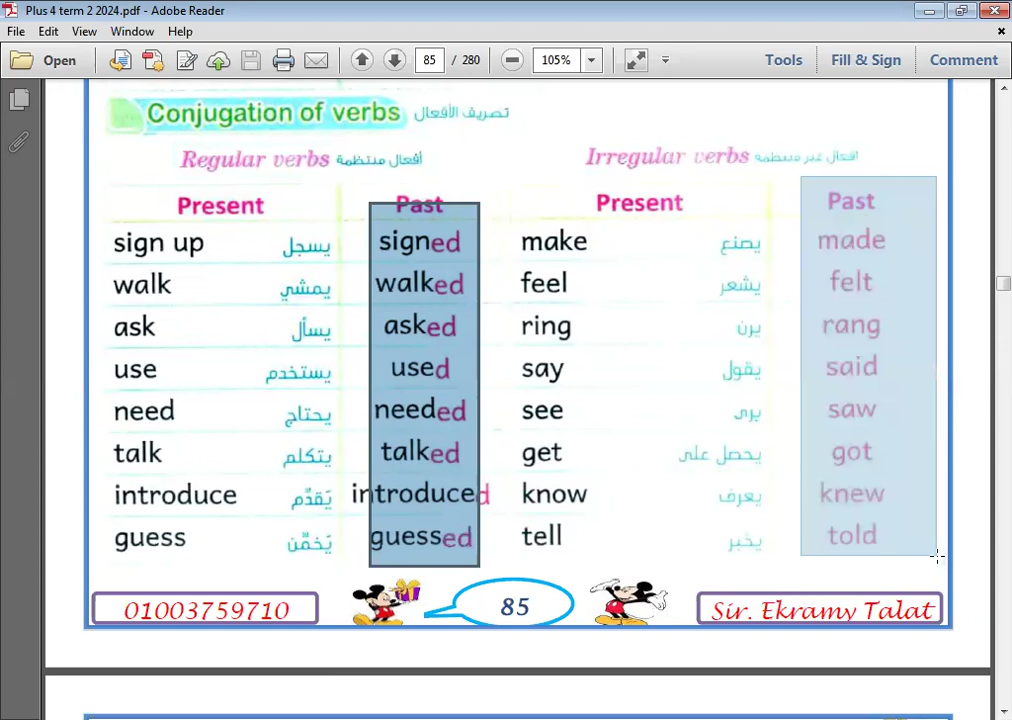 Plus 4 term 2 2024.pdf - Adobe Reader
File Edit View Window Help
Open 85 / 280 105% Tools Fill & Sign Comment
Conjugation of verbs تصريف الأفعال
Regular verbs أفعال منتظمة Irregular verbs افعال غير منتظمة
Present Past Present Past
sign up يسجل signed make يصنع made
walk يمشي walked feel يشعر felt
ask يسأل asked ring يرن rang
use يستخدم used say يقول said
need يحتاج needed see يرى saw
talk يتكلم talked get يحصل على got
introduce يَقدِّم introduced know يعرف knew
guess يَخمِّن guessed tell يخبر told
01003759710 85 Sir. Ekramy Talat